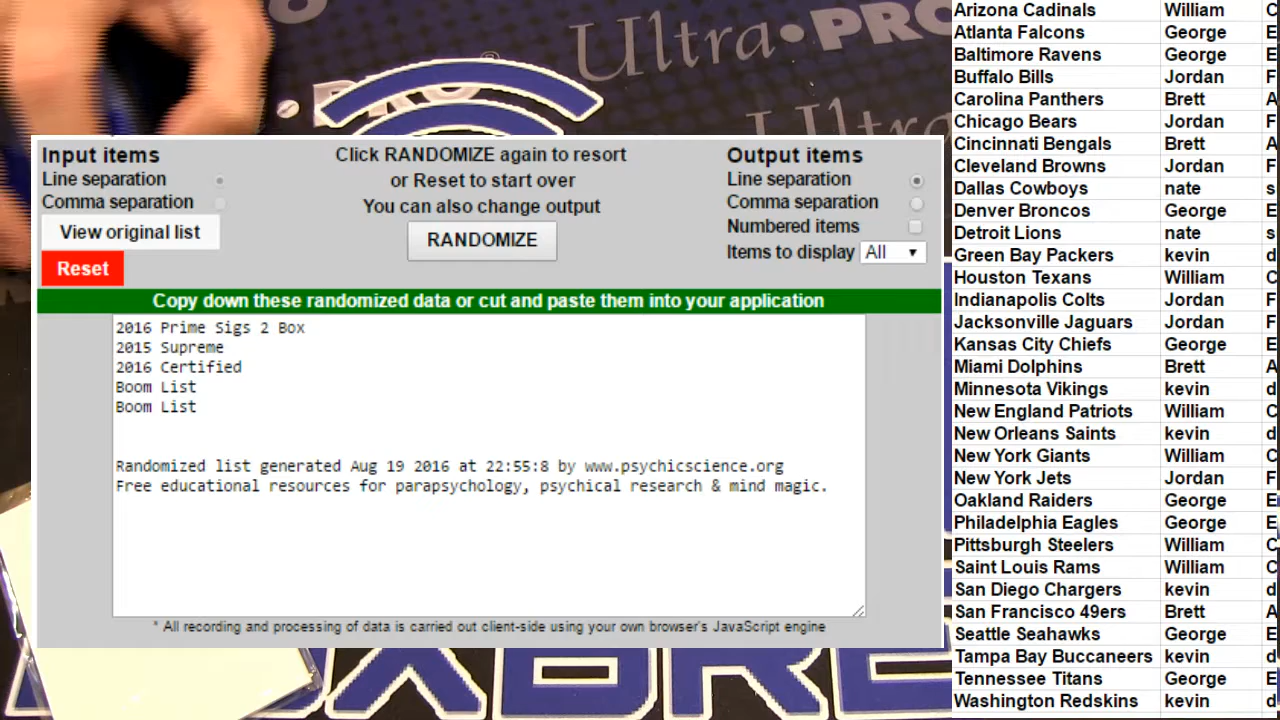 Ultra•PRO
Input items
Line separation
Comma separation
View original list
Reset
Click RANDOMIZE again to resort
or Reset to start over
You can also change output
RANDOMIZE
Output items
Line separation
Comma separation
Numbered items
Items to display All
Copy down these randomized data or cut and paste them into your application
2016 Prime Sigs 2 Box
2015 Supreme
2016 Certified
Boom List
Boom List
Randomized list generated Aug 19 2016 at 22:55:8 by www.psychicscience.org
Free educational resources for parapsychology, psychical research & mind magic.
* All recording and processing of data is carried out client-side using your own browser's JavaScript engine
Arizona Cadinals William C
Atlanta Falcons George E
Baltimore Ravens George E
Buffalo Bills Jordan F
Carolina Panthers Brett A
Chicago Bears Jordan F
Cincinnati Bengals Brett A
Cleveland Browns Jordan F
Dallas Cowboys nate s
Denver Broncos George E
Detroit Lions nate s
Green Bay Packers kevin d
Houston Texans William C
Indianapolis Colts Jordan F
Jacksonville Jaguars Jordan F
Kansas City Chiefs George E
Miami Dolphins Brett A
Minnesota Vikings kevin d
New England Patriots William C
New Orleans Saints kevin d
New York Giants William C
New York Jets Jordan F
Oakland Raiders George E
Philadelphia Eagles George E
Pittsburgh Steelers William C
Saint Louis Rams William C
San Diego Chargers kevin d
San Francisco 49ers Brett A
Seattle Seahawks George E
Tampa Bay Buccaneers kevin d
Tennessee Titans George E
Washington Redskins kevin d